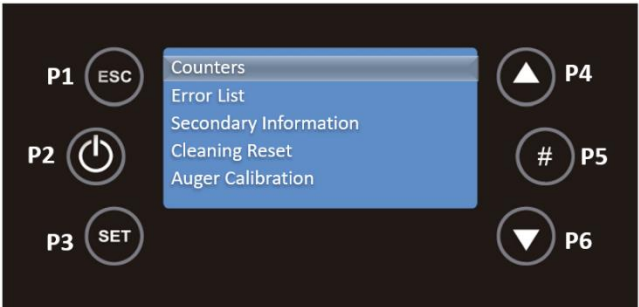 P1 ESC
P2
P3 SET
Counters
Error List
Secondary Information
Cleaning Reset
Auger Calibration
P4
# P5
P6